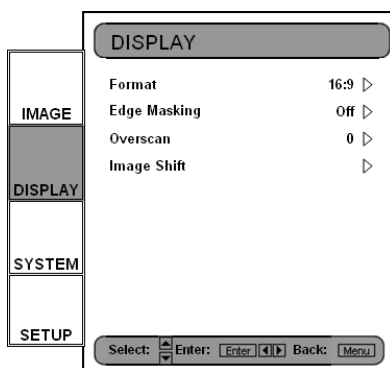 DISPLAY
Format 16:9
Edge Masking Off
Overscan 0
Image Shift
IMAGE
DISPLAY
SYSTEM
SETUP
Select: Enter: Enter Back: Menu